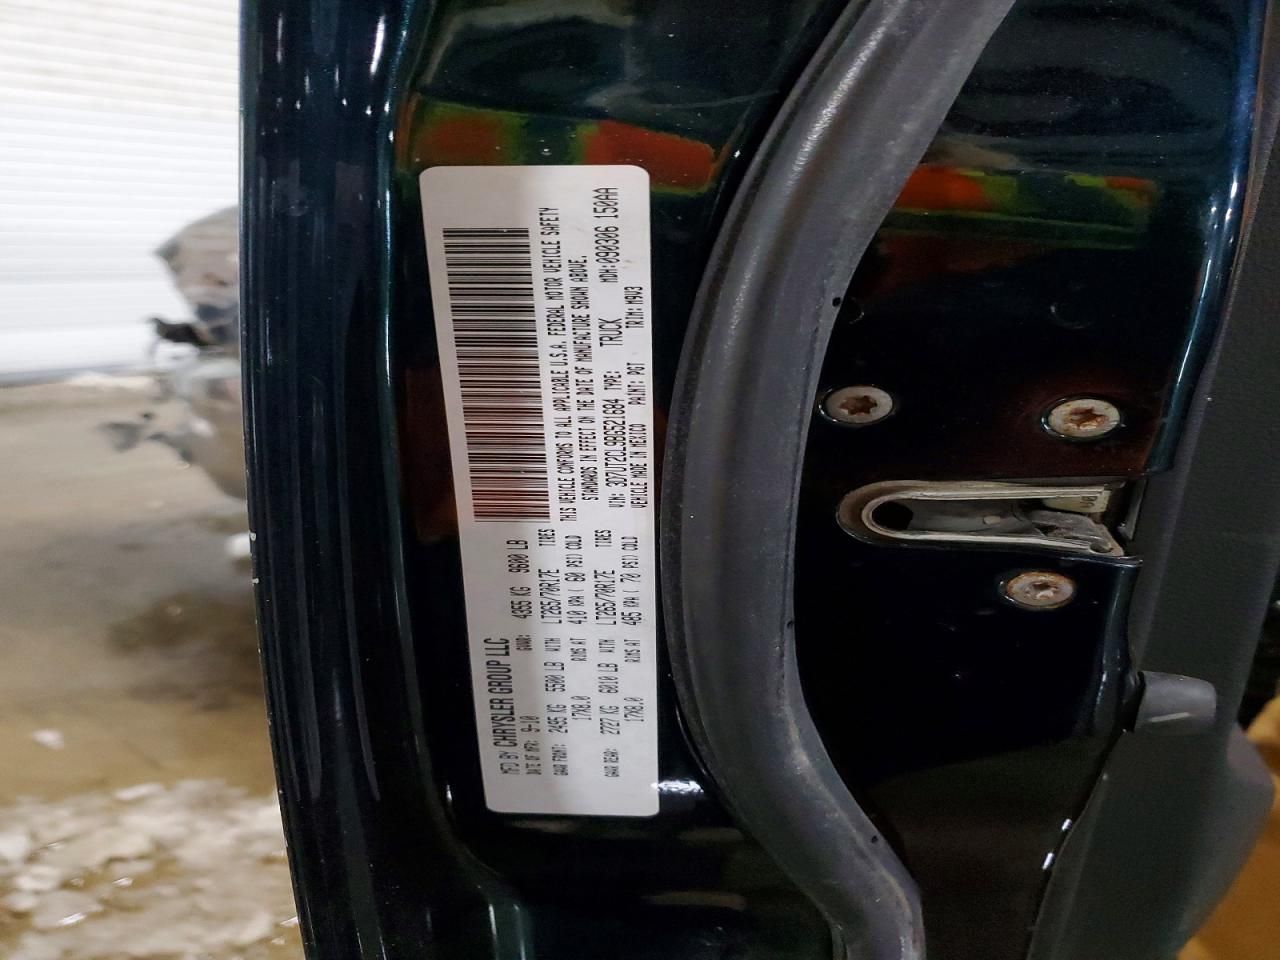 MFD BY CHRYSLER GROUP LLC
DATE OF MFR: 9-10 GVWR: 4355 KG 9600 LB
GAWR FRONT: 2495 KG 5500 LB WITH LT265/70R17E TIRES
17X8.0 RIMS AT 410 KPA( 60 PSI) COLD
GAWR REAR: 2727 KG 6010 LB WITH LT265/70R17E TIRES
17X8.0 RIMS AT 485 KPA( 70 PSI) COLD
THIS VEHICLE CONFORMS TO ALL APPLICABLE U.S.A. FEDERAL MOTOR VEHICLE SAFETY
STANDARDS IN EFFECT ON THE DATE OF MANUFACTURE SHOWN ABOVE.
VIN: 3D7UT2CL9BG521684 TYPE: TRUCK MDH:090306 150AA
VEHICLE MADE IN MEXICO PAINT: PGT TRIM: M9V3